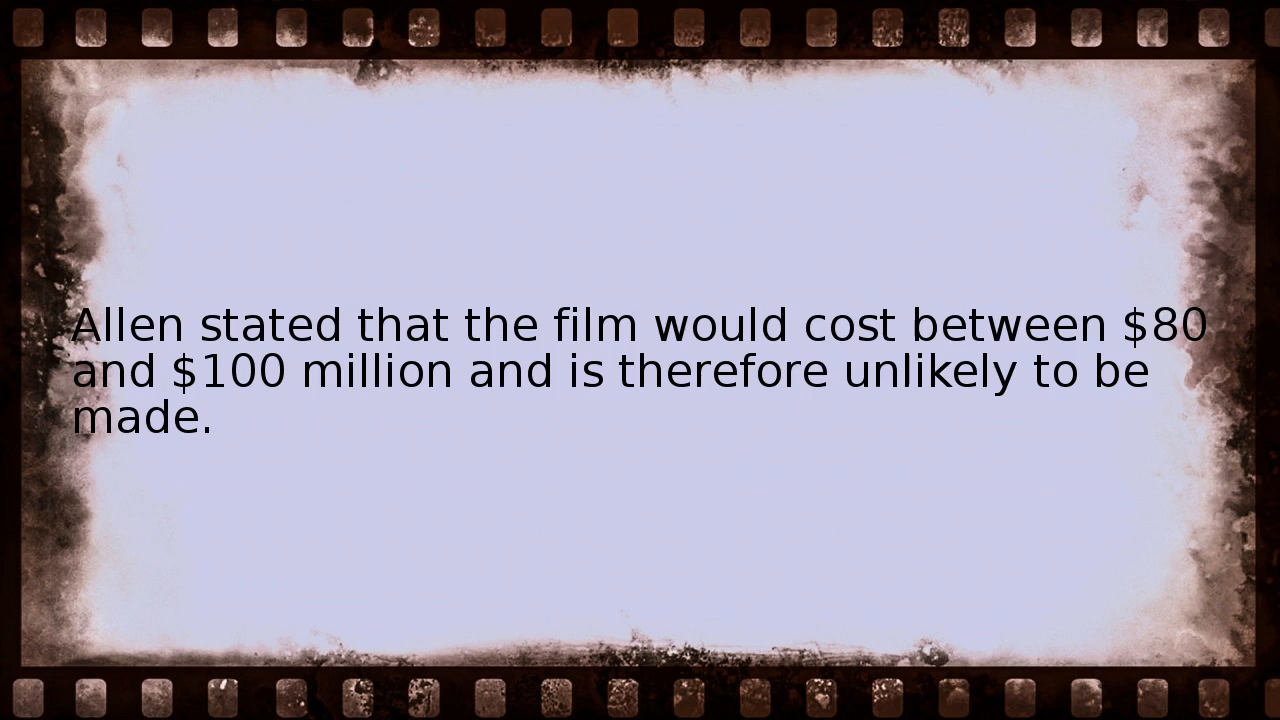 Allen stated that the film would cost between $80
and $100 million and is therefore unlikely to be
made.